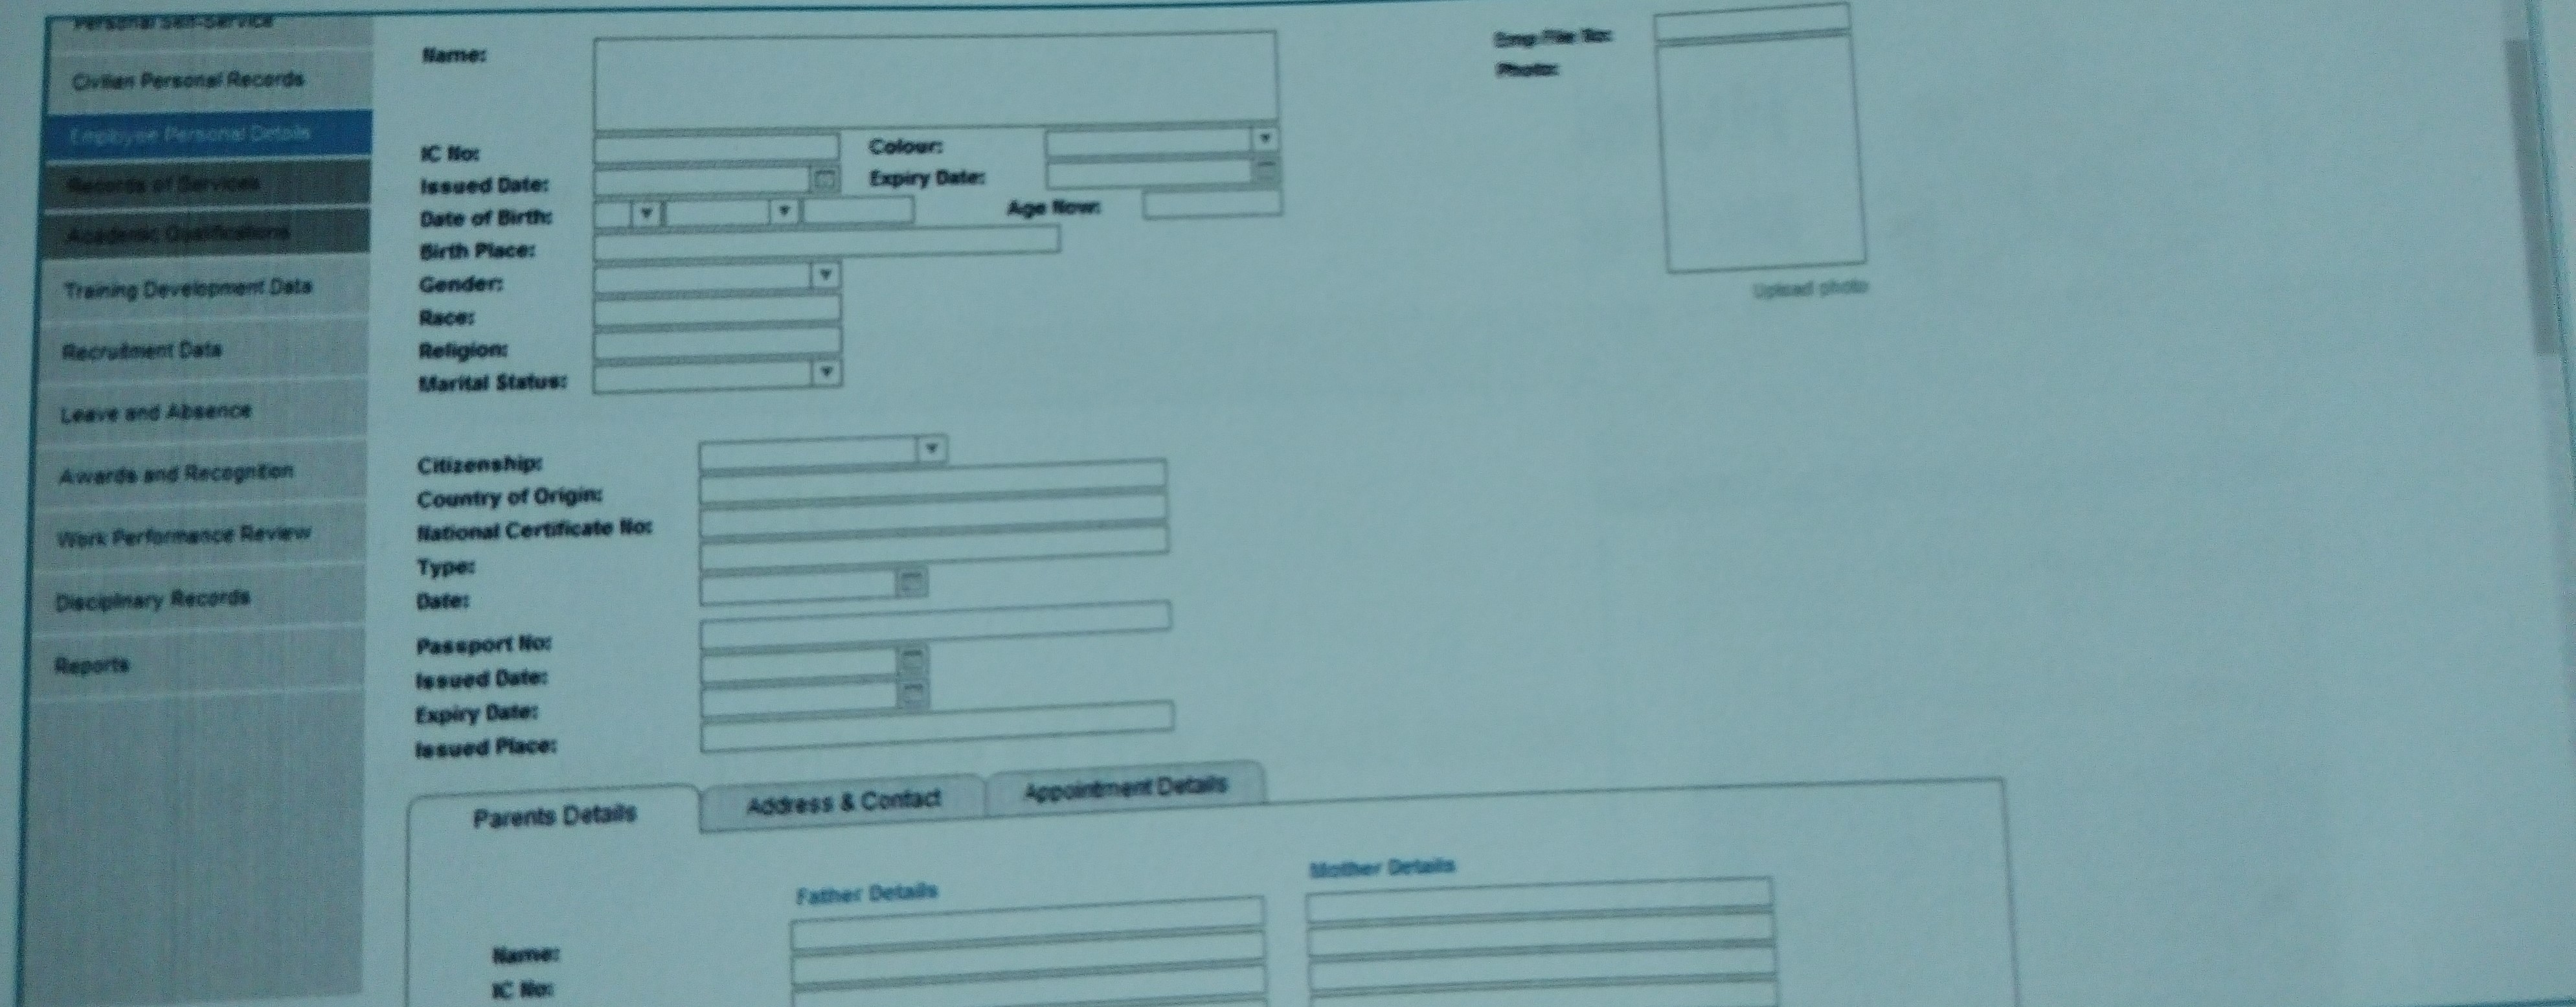 Personal Self-Service
Civilian Personal Records
Employee Personal Details
Records of Services
Academic Qualifications
Training Development Data
Recruitment Data
Leave and Absence
Awards and Recognition
Work Performance Review
Disciplinary Records
Reports
Name:
Emp File No:
Photo:
Upload photo
IC No:
Colour:
Issued Date:
Expiry Date:
Date of Birth:
Age Now:
Birth Place:
Gender:
Race:
Religion:
Marital Status:
Citizenship:
Country of Origin:
National Certificate No:
Type:
Date:
Passport No:
Issued Date:
Expiry Date:
Issued Place:
Parents Details
Address & Contact
Appointment Details
Father Details
Mother Details
Name:
IC No: